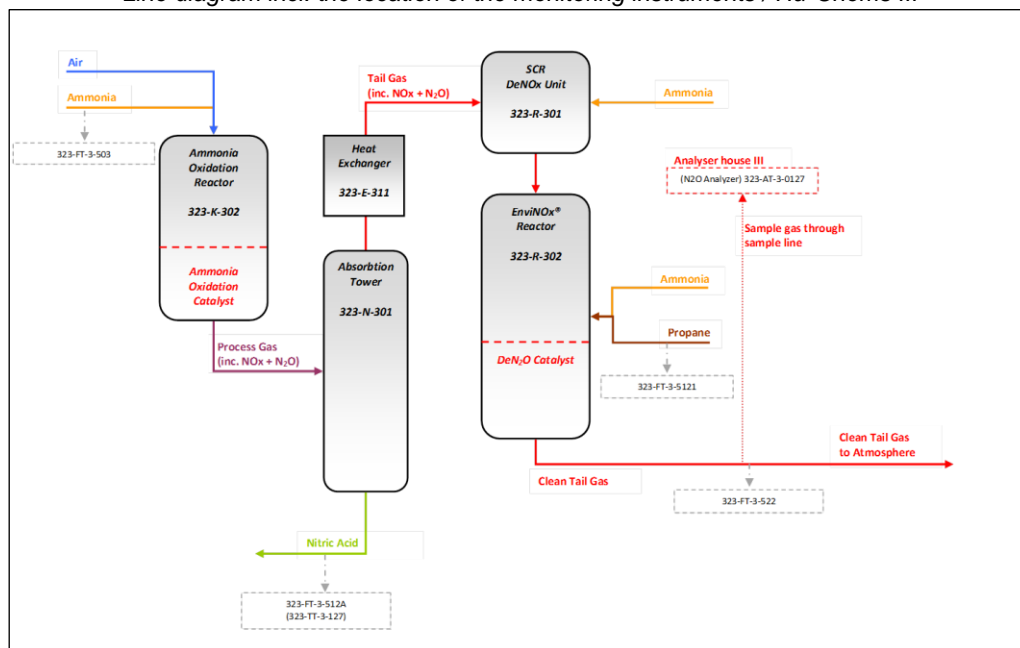 Air
Ammonia
323-FT-3-503
Ammonia
Oxidation
Reactor
323-K-302
Ammonia
Oxidation
Catalyst
Process Gas
(inc. NOx + N2O)
Tail Gas
(inc. NOx + N2O)
Heat
Exchanger
323-E-311
Absorbtion
Tower
323-N-301
Nitric Acid
323-FT-3-512A
(323-TT-3-127)
SCR
DeNOx Unit
323-R-301
Ammonia
EnviNOx®
Reactor
323-R-302
DeN₂O Catalyst
Ammonia
Propane
323-FT-3-5121
Analyser house III
(N2O Analyzer) 323-AT-3-0127
Sample gas through
sample line
Clean Tail Gas
Clean Tail Gas
to Atmosphere
323-FT-3-522